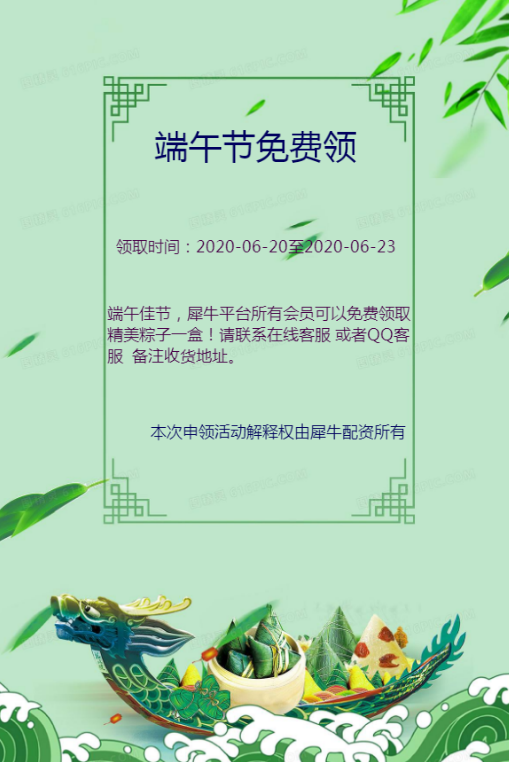 端午节免费领
领取时间：2020-06-20至2020-06-23
端午佳节，犀牛平台所有会员可以免费领取
精美粽子一盒！请联系在线客服 或者QQ客
服 备注收货地址。
本次申领活动解释权由犀牛配资所有